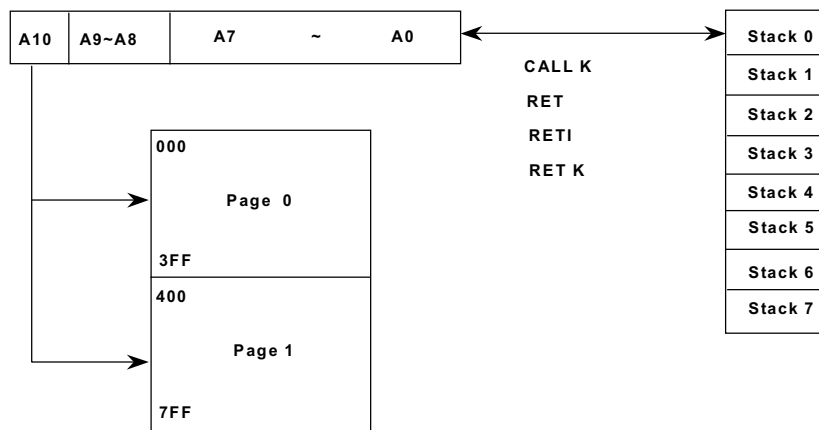 A10 A9~A8 A7 ~ A0
CALL K
RET
RETI
RET K
Stack 0
Stack 1
Stack 2
Stack 3
Stack 4
Stack 5
Stack 6
Stack 7
000
Page 0
3FF
400
Page 1
7FF